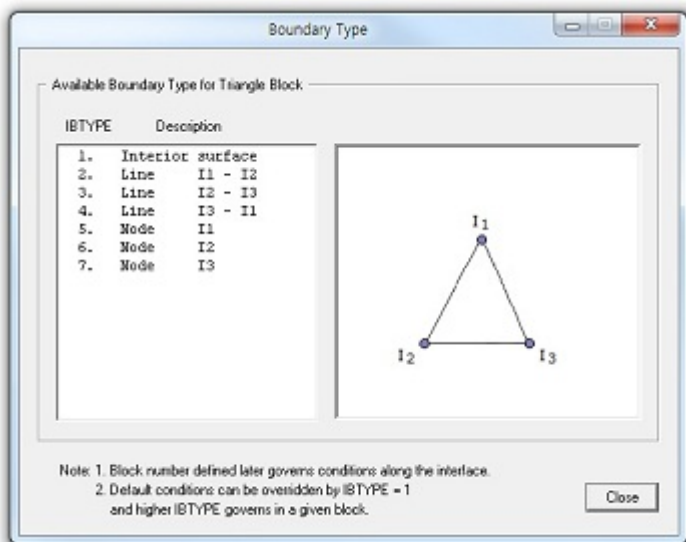 Boundary Type
Available Boundary Type for Triangle Block
IBTYPE Description
1. Interior surface
2. Line I1 - I2
3. Line I2 - I3
4. Line I3 - I1
5. Node I1
6. Node I2
7. Node I3
I1
I2
I3
Note: 1. Block number defined later governs conditions along the interface.
2. Default conditions can be overridden by IBTYPE = 1
and higher IBTYPE governs in a given block.
Close